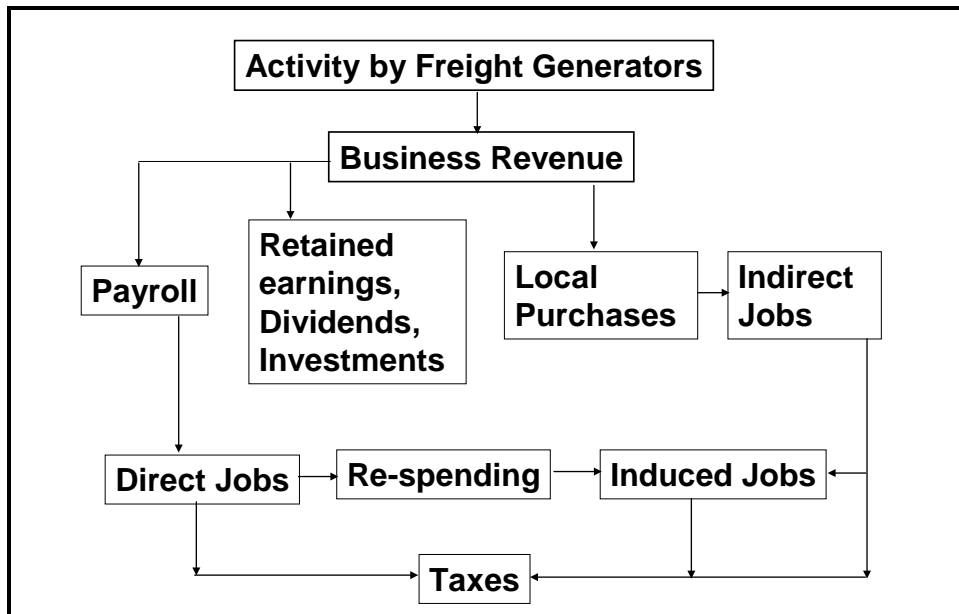 Activity by Freight Generators
Business Revenue
Payroll
Retained
earnings,
Dividends,
Investments
Local
Purchases
Indirect
Jobs
Direct Jobs
Re-spending
Induced Jobs
Taxes